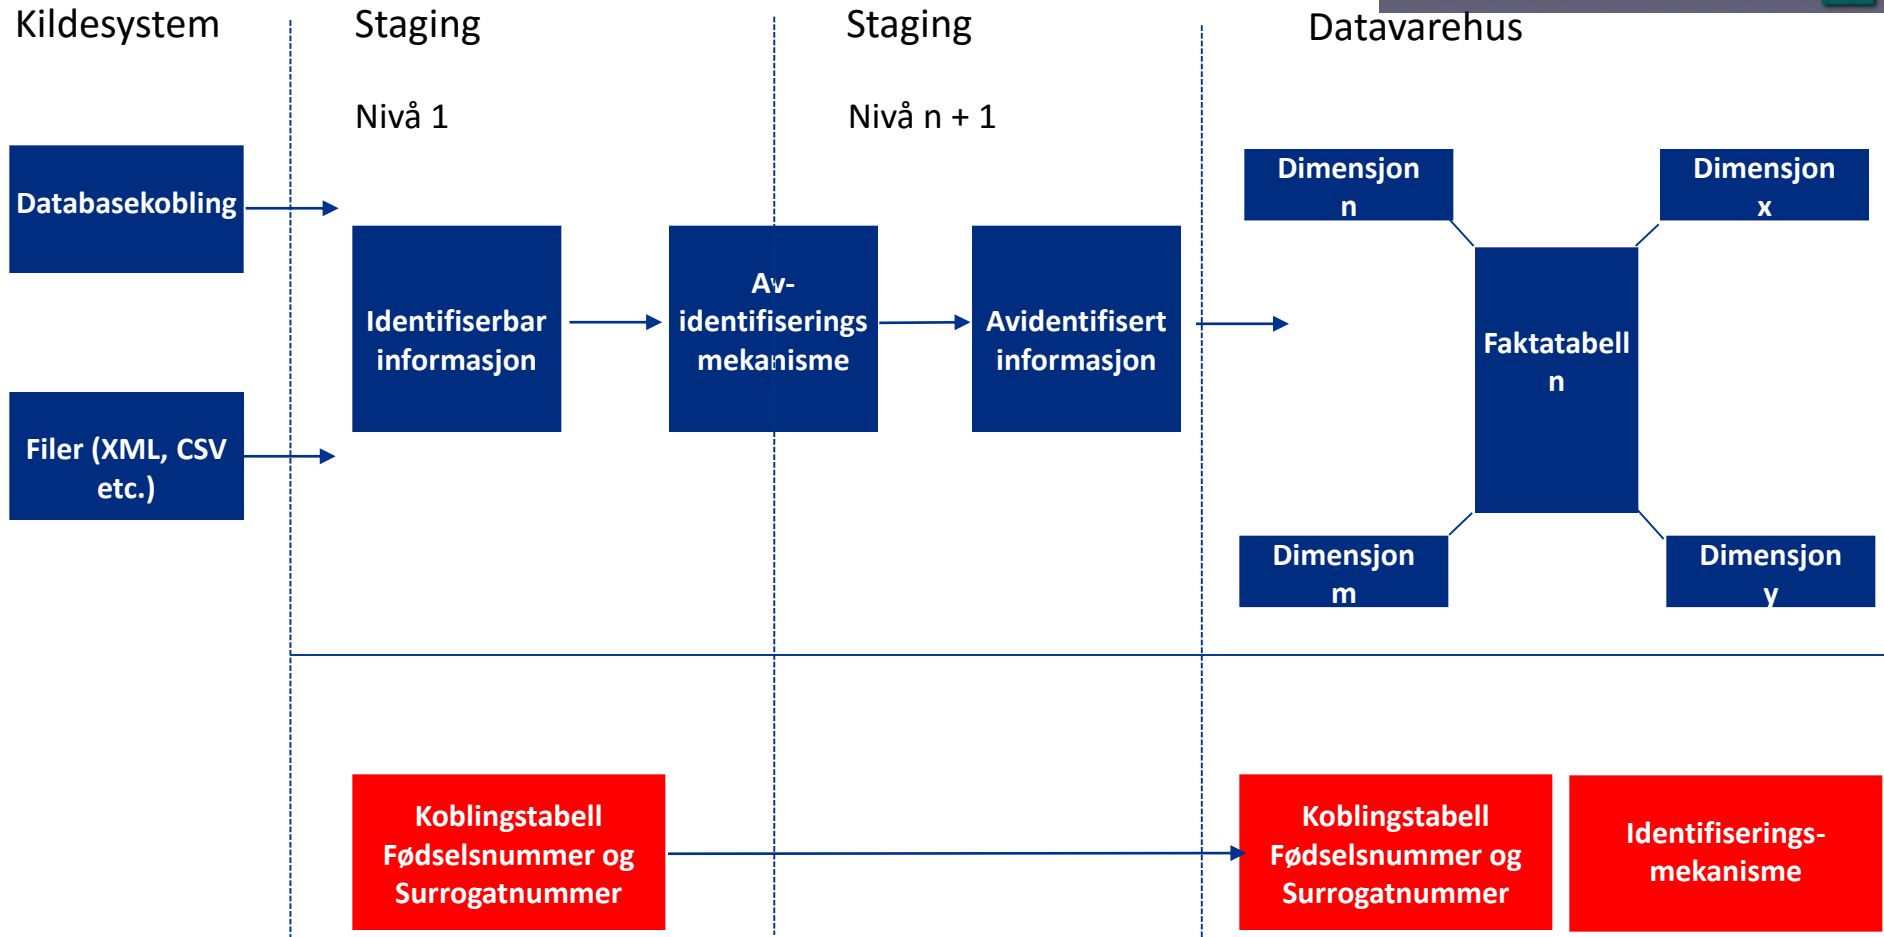 Kildesystem
Staging
Staging
Datavarehus
Nivå 1
Nivå n + 1
Databasekobling
Filer (XML, CSV
etc.)
Identifiserbar
informasjon
Av-
identifiserings
mekanisme
Avidentifisert
informasjon
Dimensjon
n
Dimensjon
x
Faktatabell
n
Dimensjon
m
Dimensjon
y
Koblingstabell
Fødselsnummer og
Surrogatnummer
Koblingstabell
Fødselsnummer og
Surrogatnummer
Identifiserings-
mekanisme